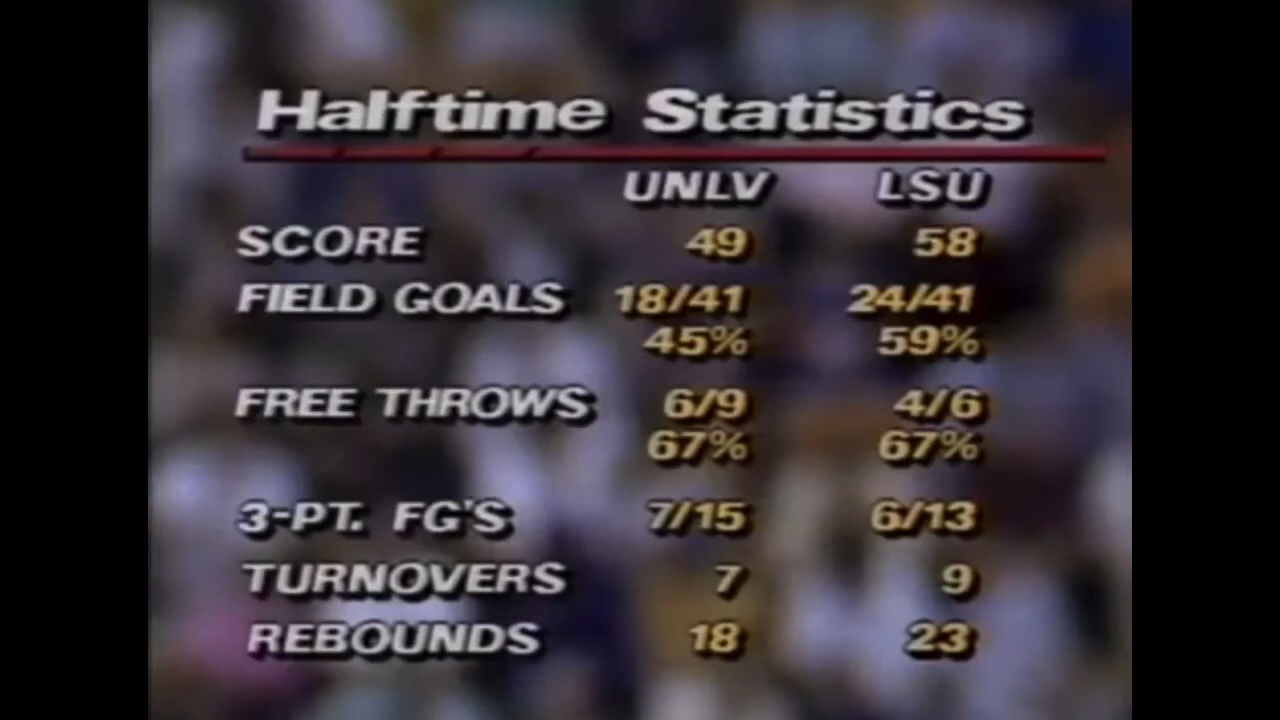 Halftime Statistics
UNLV LSU
SCORE 49 58
FIELD GOALS 18/41 24/41
45% 59%
FREE THROWS 6/9 4/6
67% 67%
3-PT. FG'S 7/15 6/13
TURNOVERS 7 9
REBOUNDS 18 23